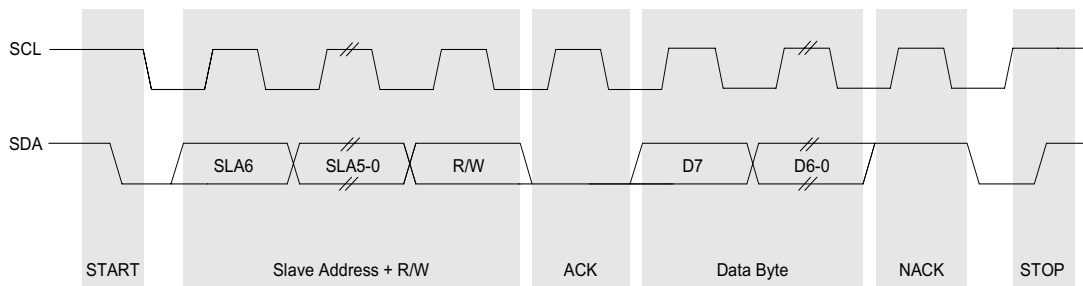 SCL
SDA
SLA6 SLA5-0 R/W D7 D6-0
START Slave Address + R/W ACK Data Byte NACK STOP